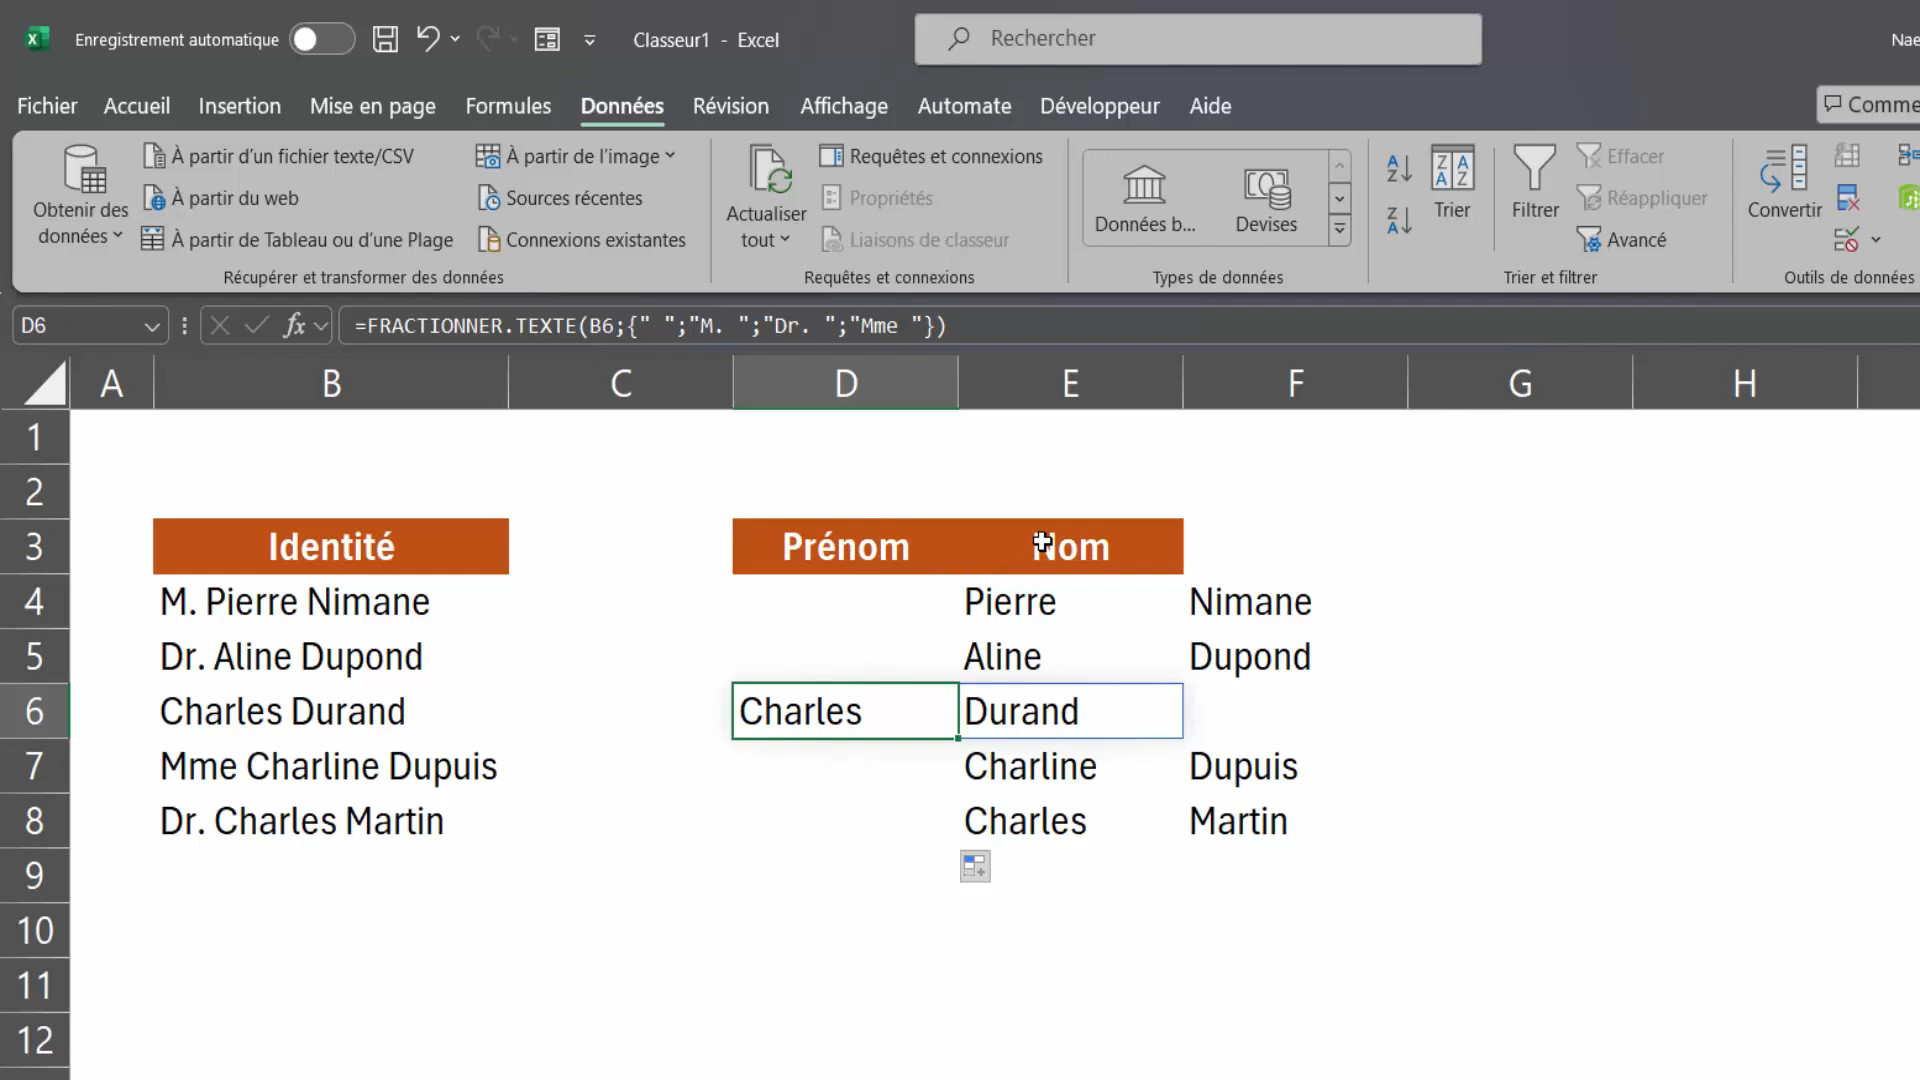 Enregistrement automatique
Classeur1 - Excel
Rechercher
Nae
Fichier Accueil Insertion Mise en page Formules Données Révision Affichage Automate Développeur Aide
Comme
Obtenir des données
À partir d'un fichier texte/CSV
À partir du web
À partir de Tableau ou d'une Plage
À partir de l'image
Sources récentes
Connexions existantes
Récupérer et transformer des données
Actualiser tout
Requêtes et connexions
Propriétés
Liaisons de classeur
Requêtes et connexions
Données b...
Devises
Types de données
Trier
Filtrer
Effacer
Réappliquer
Avancé
Trier et filtrer
Convertir
Outils de données
D6
fx
=FRACTIONNER.TEXTE(B6;{" ";"M. ";"Dr. ";"Mme "})
A B C D E F G H
1
2
3 Identité Prénom Nom
4 M. Pierre Nimane Pierre Nimane
5 Dr. Aline Dupond Aline Dupond
6 Charles Durand Charles Durand
7 Mme Charline Dupuis Charline Dupuis
8 Dr. Charles Martin Charles Martin
9
10
11
12